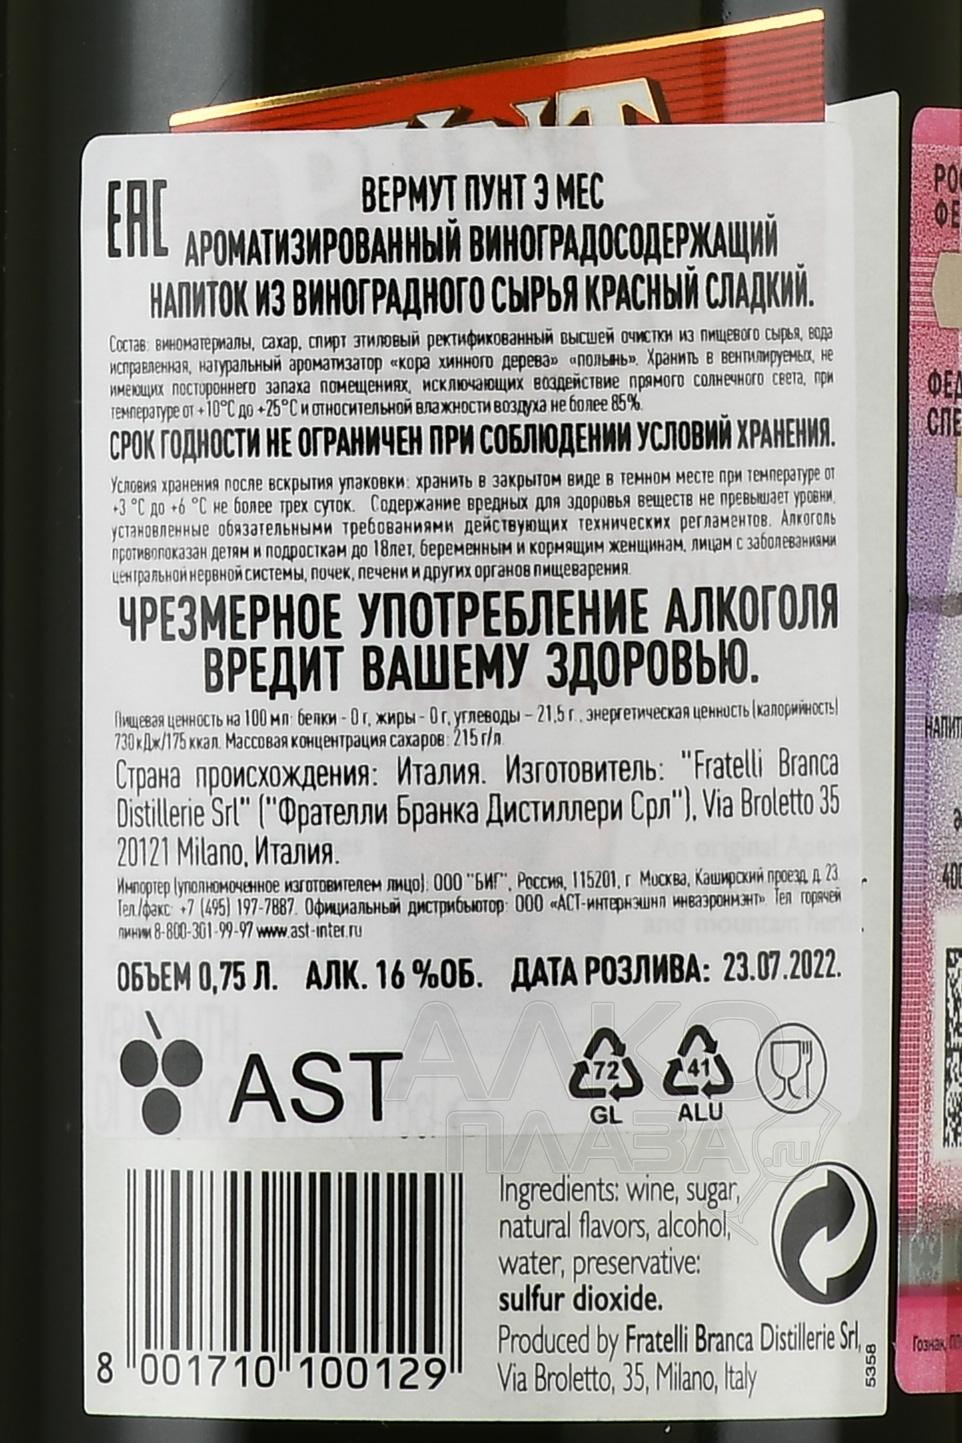 ВЕРМУТ ПУНТ Э МЕС
EAC
АРОМАТИЗИРОВАННЫЙ ВИНОГРАДОСОДЕРЖАЩИЙ
НАПИТОК ИЗ ВИНОГРАДНОГО СЫРЬЯ КРАСНЫЙ СЛАДКИЙ.
Состав: виноматериалы, сахар, спирт этиловый ректификованный высшей очистки из пищевого сырья, вода
исправленная, натуральный ароматизатор «кора хинного дерева» «полынь». Хранить в вентилируемых, не
имеющих постороннего запаха помещениях, исключающих воздействие прямого солнечного света, при
температуре от +10°С до +25°С и относительной влажности воздуха не более 85%.
СРОК ГОДНОСТИ НЕ ОГРАНИЧЕН ПРИ СОБЛЮДЕНИИ УСЛОВИЙ ХРАНЕНИЯ.
Условия хранения после вскрытия упаковки: хранить в закрытом виде в темном месте при температуре от
+3 °С до +6 °С не более трех суток. Содержание вредных для здоровья веществ не превышает уровни,
установленные обязательными требованиями действующих технических регламентов. Алкоголь
противопоказан детям и подросткам до 18лет, беременным и кормящим женщинам, лицам с заболеваниями
центральной нервной системы, почек, печени и других органов пищеварения.
ЧРЕЗМЕРНОЕ УПОТРЕБЛЕНИЕ АЛКОГОЛЯ
ВРЕДИТ ВАШЕМУ ЗДОРОВЬЮ.
Пищевая ценность на 100 мл: белки - 0 г, жиры - 0 г, углеводы – 21,5 г., энергетическая ценность (калорийность)
730 кДж/175 ккал. Массовая концентрация сахаров: 215 г/л.
Страна происхождения: Италия. Изготовитель: "Fratelli Branca
Distillerie Srl" ("Фрателли Бранка Дистиллери Срл"), Via Broletto 35
20121 Milano, Италия.
Импортер (уполномоченное изготовителем лицо): ООО "БИГ", Россия, 115201, г. Москва, Каширский проезд, д. 23.
Тел./факс: +7 (495) 197-7887. Официальный дистрибьютор: ООО «АСТ-интернэшнл инваэронмэнт». Тел. горячей
линии 8-800-301-99-97 www.ast-inter.ru
ОБЪЕМ 0,75 Л. АЛК. 16 %ОБ. ДАТА РОЗЛИВА: 23.07.2022.
AST
72
GL
41
ALU
АЛКО
ПЛАЗА.ru
Ingredients: wine, sugar,
natural flavors, alcohol,
water, preservative:
sulfur dioxide.
Produced by Fratelli Branca Distillerie Srl,
Via Broletto, 35, Milano, Italy
5358
8 001710 100129